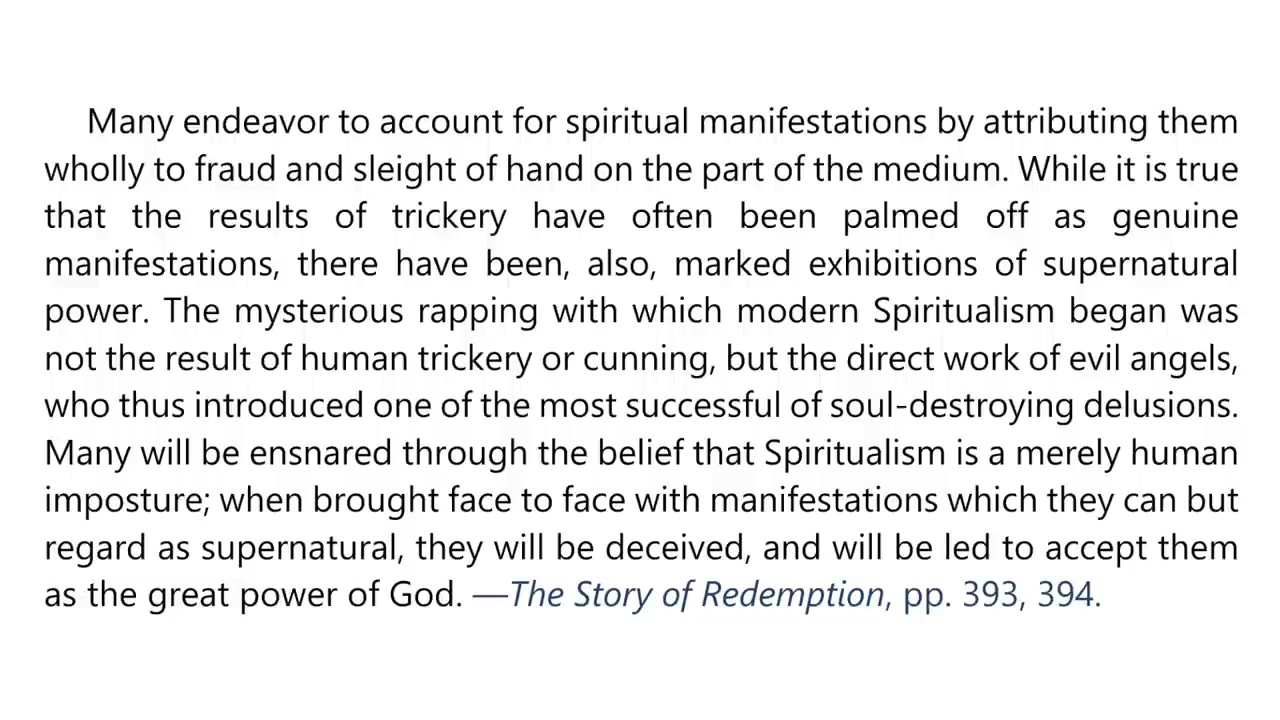 Many endeavor to account for spiritual manifestations by attributing them
wholly to fraud and sleight of hand on the part of the medium. While it is true
that the results of trickery have often been palmed off as genuine
manifestations, there have been, also, marked exhibitions of supernatural
power. The mysterious rapping with which modern Spiritualism began was
not the result of human trickery or cunning, but the direct work of evil angels,
who thus introduced one of the most successful of soul-destroying delusions.
Many will be ensnared through the belief that Spiritualism is a merely human
imposture; when brought face to face with manifestations which they can but
regard as supernatural, they will be deceived, and will be led to accept them
as the great power of God. —The Story of Redemption, pp. 393, 394.